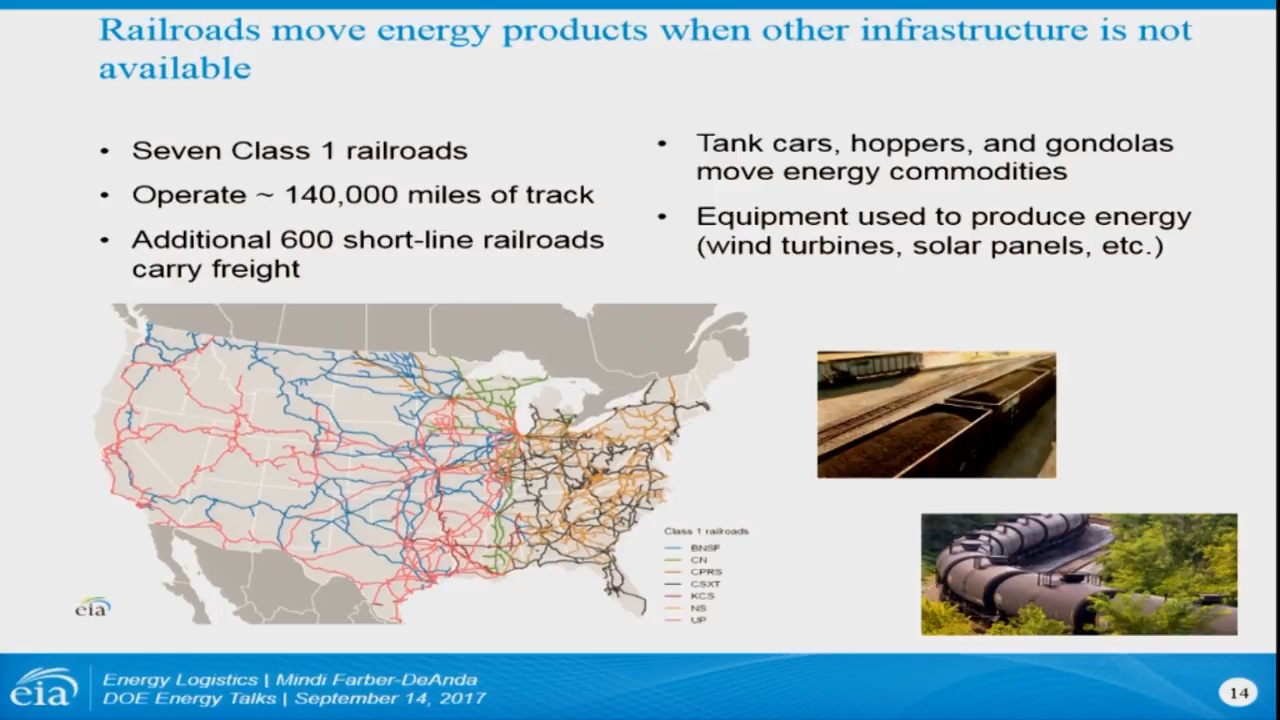 Railroads move energy products when other infrastructure is not
available
• Seven Class 1 railroads
• Operate ~ 140,000 miles of track
• Additional 600 short-line railroads
carry freight
• Tank cars, hoppers, and gondolas
move energy commodities
• Equipment used to produce energy
(wind turbines, solar panels, etc.)
Class 1 railroads
BNSF
CN
CPRS
CSXT
KCS
NS
UP
eia
eia
Energy Logistics | Mindi Farber-DeAnda
DOE Energy Talks | September 14, 2017
14